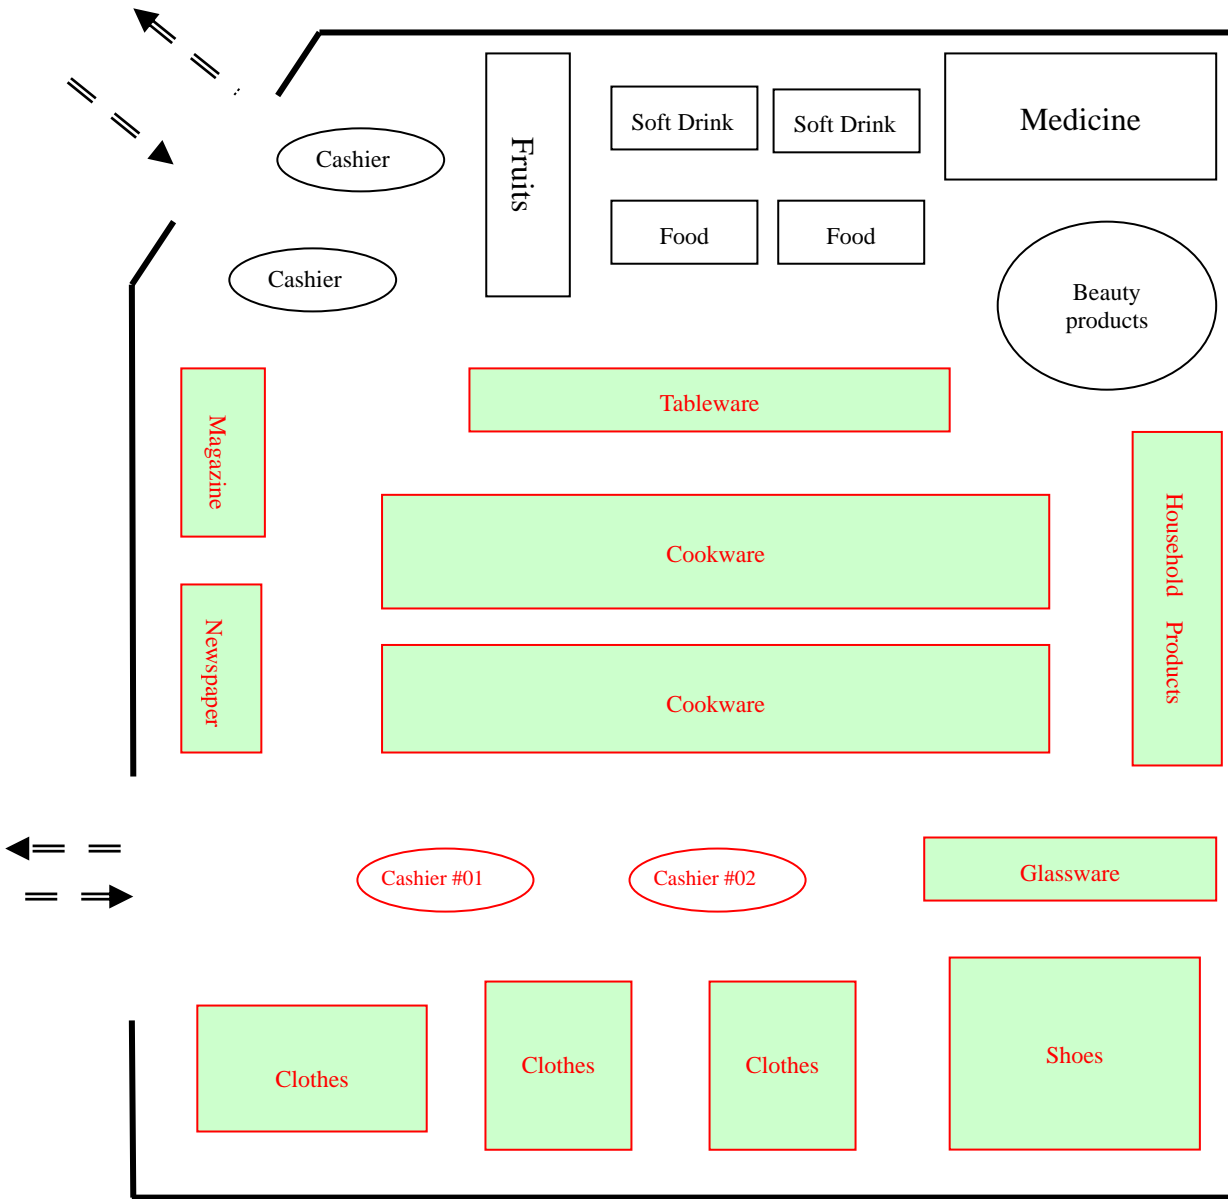 Cashier
Fruits
Soft Drink
Soft Drink
Medicine
Food
Food
Cashier
Beauty
products
Magazine
Tableware
Household Products
Cookware
Newspaper
Cookware
Cashier #01
Cashier #02
Glassware
Clothes
Clothes
Clothes
Shoes